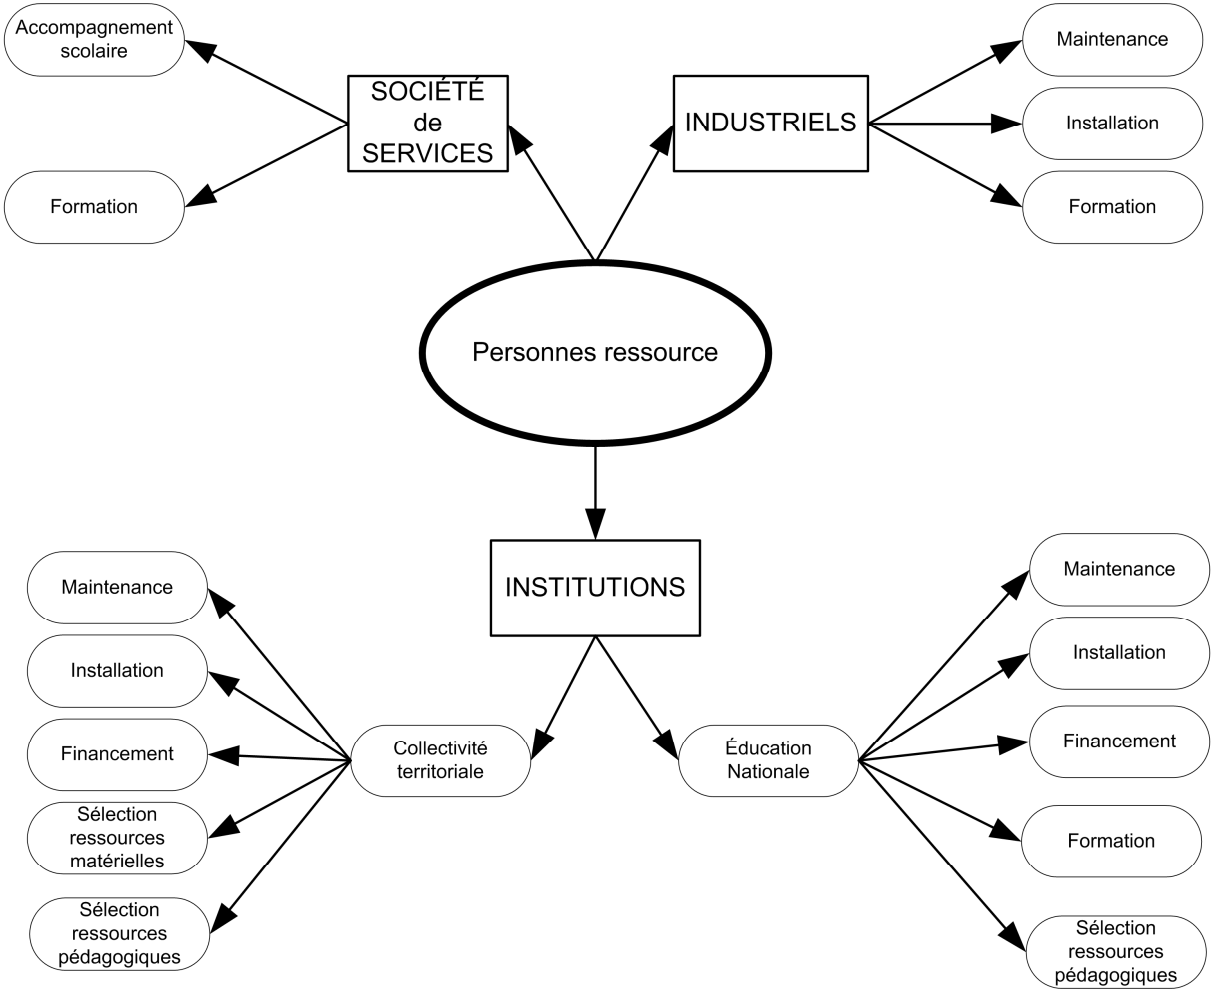 Accompagnement
scolaire
Formation
SOCIÉTÉ
de
SERVICES
INDUSTRIELS
Maintenance
Installation
Formation
Personnes ressource
INSTITUTIONS
Collectivité
territoriale
Maintenance
Installation
Financement
Sélection
ressources
matérielles
Sélection
ressources
pédagogiques
Éducation
Nationale
Maintenance
Installation
Financement
Formation
Sélection
ressources
pédagogiques